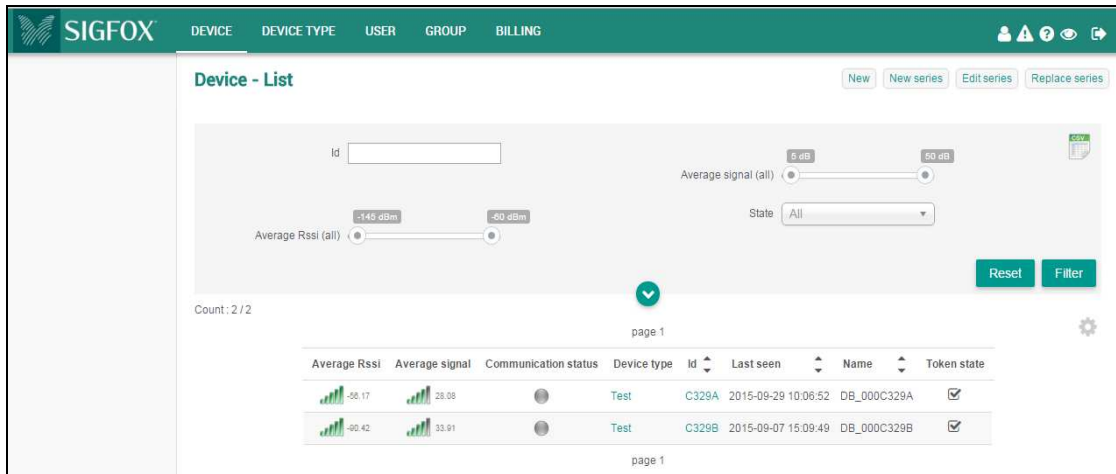 SIGFOX DEVICE DEVICE TYPE USER GROUP BILLING
Device - List
New New series Edit series Replace series
Id
CSV
5 dB 50 dB
Average signal (all)
-145 dBm -60 dBm
State All
Average Rssi (all)
Reset Filter
Count : 2 / 2
page 1
Average Rssi Average signal Communication status Device type Id Last seen Name Token state
-56.17 28.08 Test C329A 2015-09-29 10:06:52 DB_000C329A
-90.42 33.91 Test C329B 2015-09-07 15:09:49 DB_000C329B
page 1